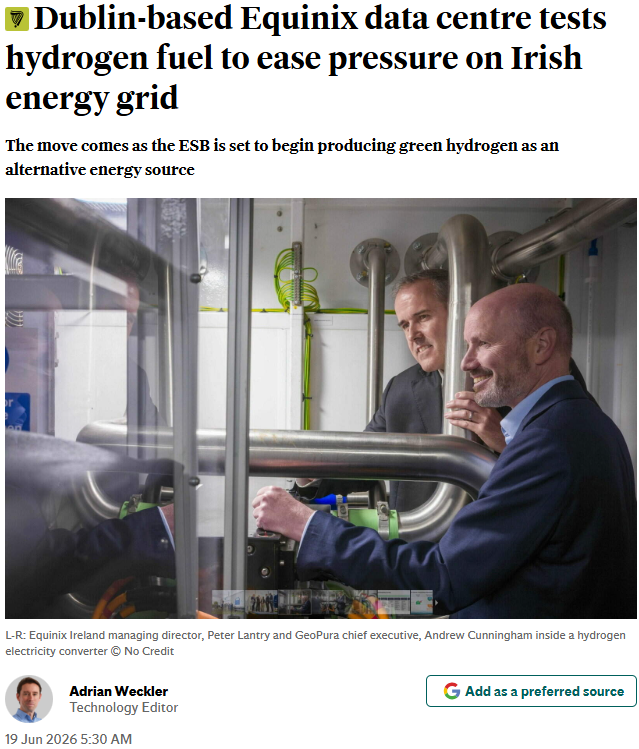 Dublin-based Equinix data centre tests
hydrogen fuel to ease pressure on Irish
energy grid
The move comes as the ESB is set to begin producing green hydrogen as an
alternative energy source
L-R: Equinix Ireland managing director, Peter Lantry and GeoPura chief executive, Andrew Cunningham inside a hydrogen
electricity converter © No Credit
Adrian Weckler
Technology Editor
Add as a preferred source
19 Jun 2026 5:30 AM